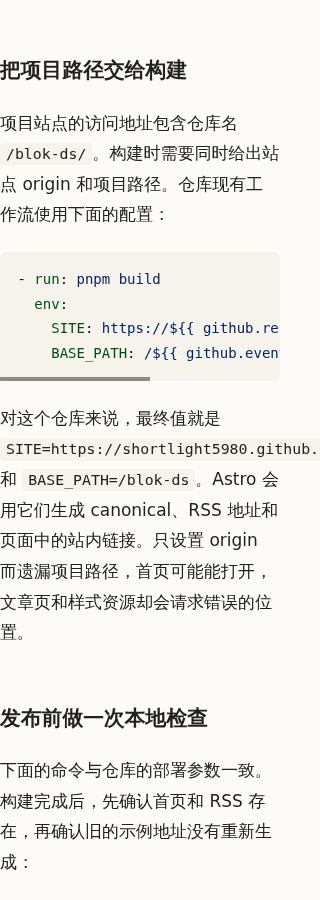 把项目路径交给构建
项目站点的访问地址包含仓库名
/blok-ds/ 。构建时需要同时给出站
点 origin 和项目路径。仓库现有工
作流使用下面的配置：
- run: pnpm build
env:
SITE: https://${{ github.re
BASE_PATH: /${{ github.even
对这个仓库来说，最终值就是
SITE=https://shortlight5980.github.
和 BASE_PATH=/blok-ds 。Astro 会
用它们生成 canonical、RSS 地址和
页面中的站内链接。只设置 origin
而遗漏项目路径，首页可能能打开，
文章页和样式资源却会请求错误的位
置。
发布前做一次本地检查
下面的命令与仓库的部署参数一致。
构建完成后，先确认首页和 RSS 存
在，再确认旧的示例地址没有重新生
成：